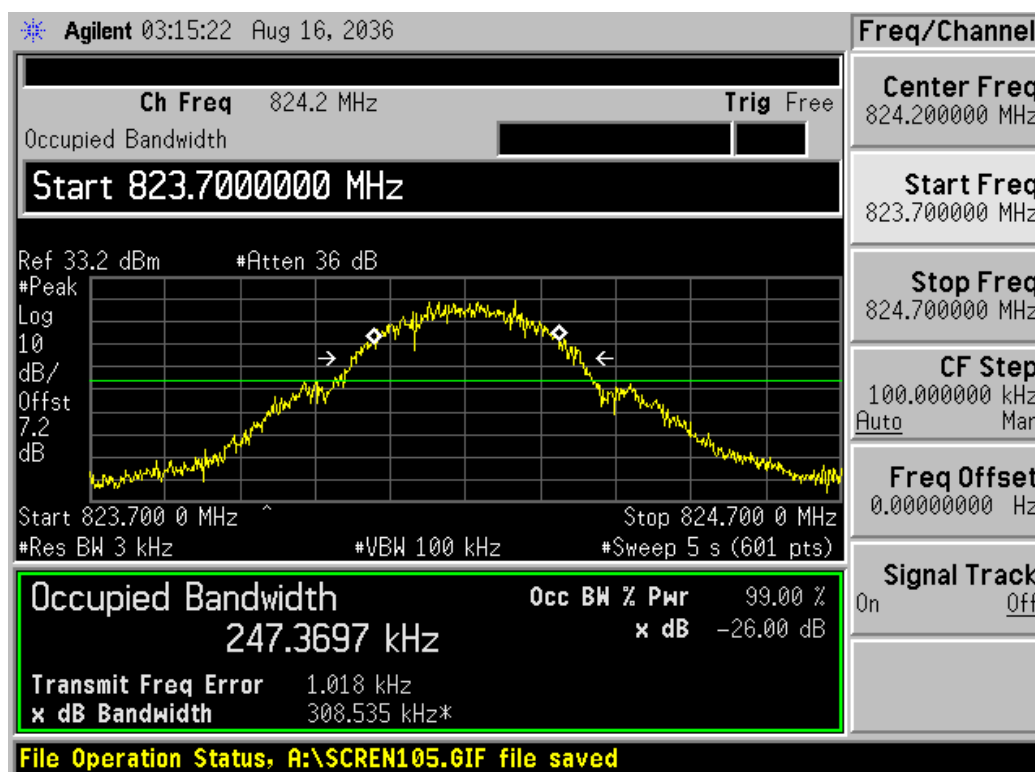 Agilent 03:15:22 Aug 16, 2036
Freq/Channel
Ch Freq 824.2 MHz Trig Free
Occupied Bandwidth
Start 823.7000000 MHz
Ref 33.2 dBm #Atten 36 dB
#Peak
Log
10
dB/
Offst
7.2
dB
Start 823.700 0 MHz ^ Stop 824.700 0 MHz
#Res BW 3 kHz #VBW 100 kHz #Sweep 5 s (601 pts)
Occupied Bandwidth
247.3697 kHz
Occ BW % Pwr 99.00 %
x dB -26.00 dB
Transmit Freq Error 1.018 kHz
x dB Bandwidth 308.535 kHz*
File Operation Status, A:\SCREN105.GIF file saved
Center Freq
824.200000 MHz
Start Freq
823.700000 MHz
Stop Freq
824.700000 MHz
CF Step
100.000000 kHz
Auto Man
Freq Offset
0.00000000 Hz
Signal Track
On Off